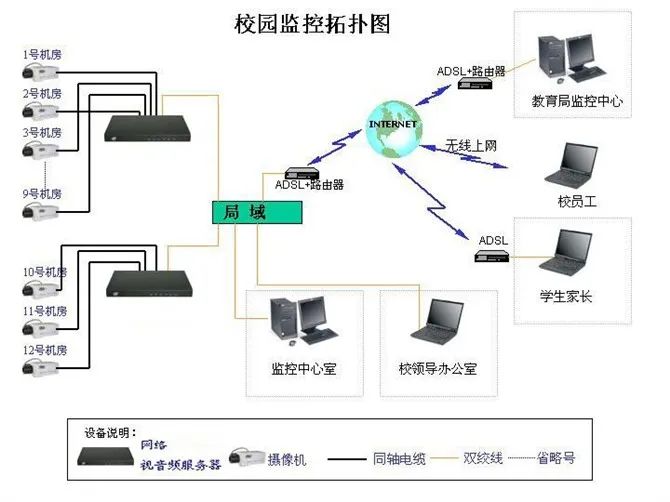 校园监控拓扑图
1号机房
2号机房
3号机房
9号机房
10号机房
11号机房
12号机房
局 域
ADSL+路由器
INTERNET
ADSL+路由器
教育局监控中心
无线上网
校员工
ADSL
学生家长
监控中心室
校领导办公室
设备说明：
网络
视音频服务器
摄像机
同轴电缆
双绞线
省略号